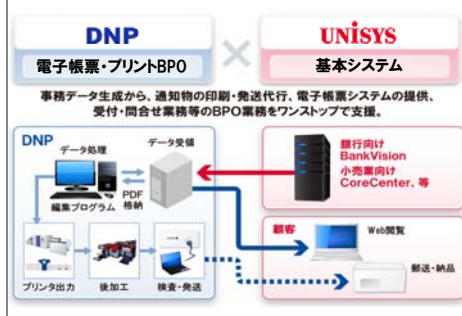 DNP
電子帳票・プリントBPO
×
UNiSYS
基本システム
事務データ生成から、通知物の印刷・発送代行、電子帳票システムの提供、
受付・問合せ業務等のBPO業務をワンストップで支援。
DNP
データ処理
データ受領
編集プログラム
PDF
格納
プリンタ出力
後加工
検査・発送
銀行向け
BankVision
小売業向け
CoreCenter、等
顧客
Web閲覧
郵送・納品